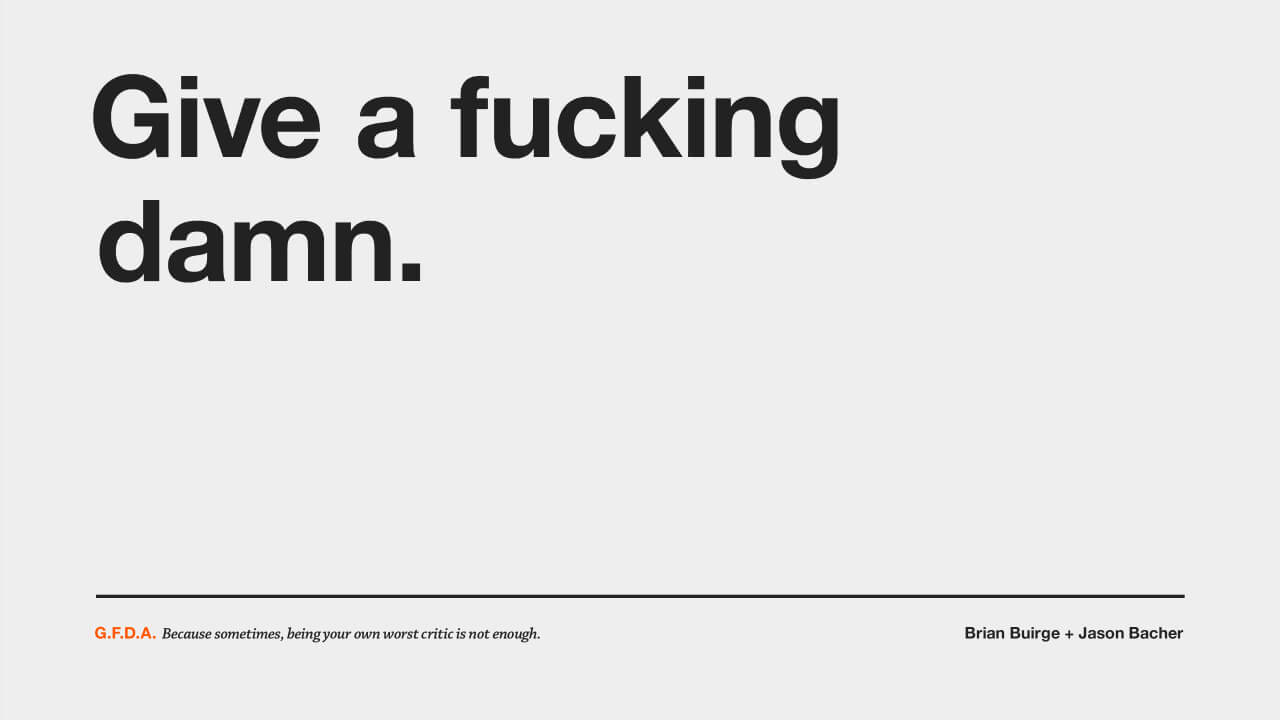 Give a fucking
damn.
G.F.D.A. Because sometimes, being your own worst critic is not enough.
Brian Buirge + Jason Bacher